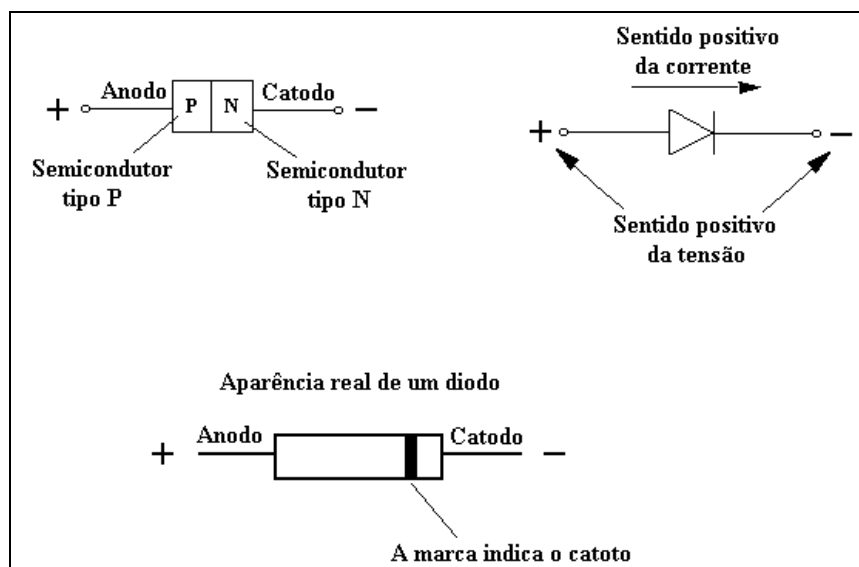 Anodo
Catodo
+
P
N
−
Semicondutor
tipo P
Semicondutor
tipo N
Sentido positivo
da corrente
+
−
Sentido positivo
da tensão
Aparência real de um diodo
+
Anodo
Catodo
−
A marca indica o catoto